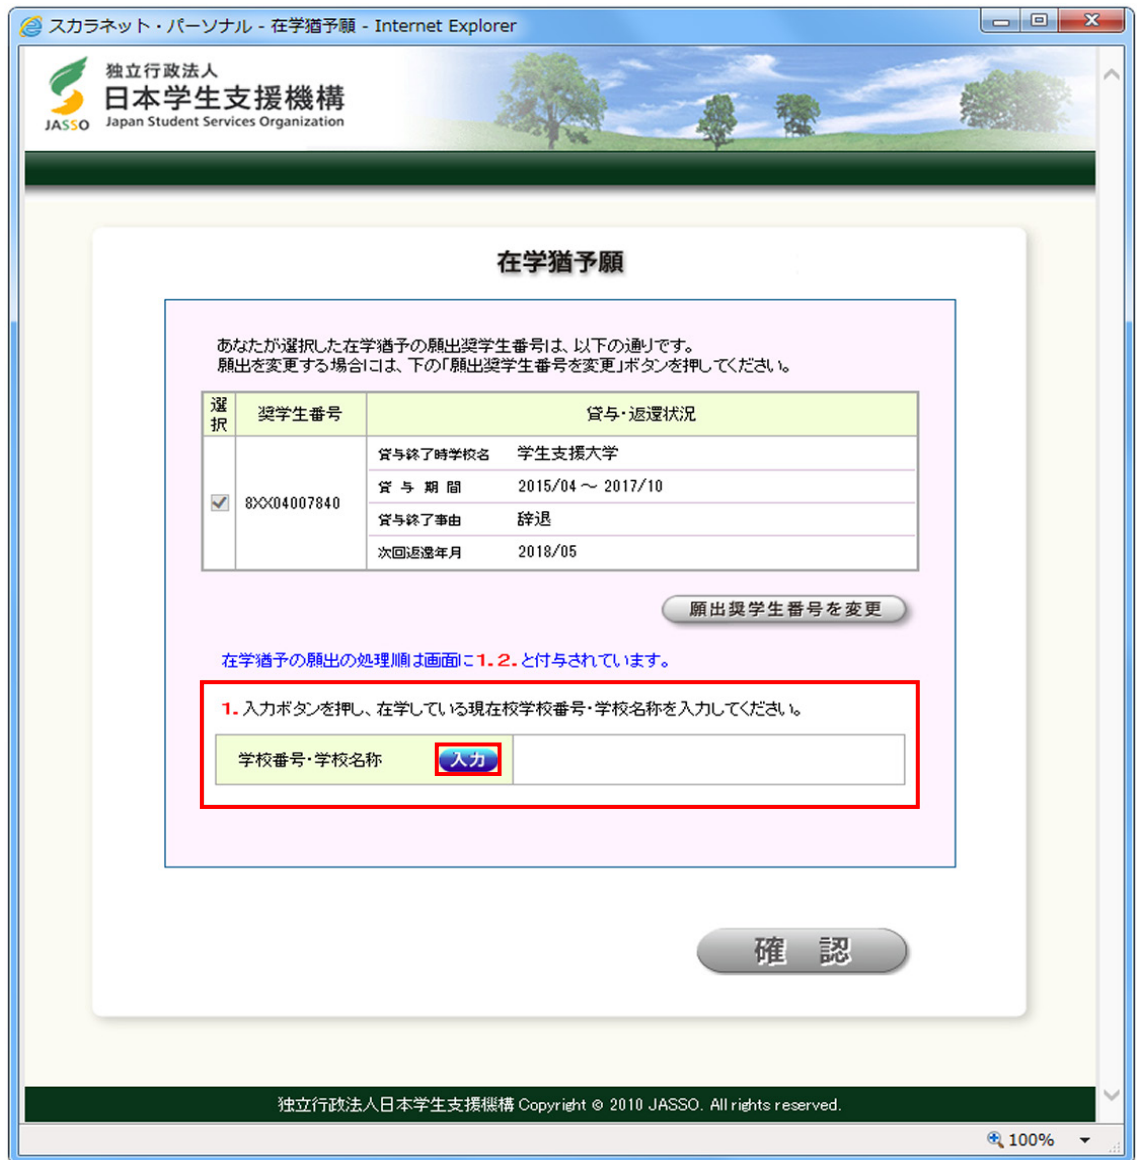 スカラネット・パーソナル - 在学猶予願 - Internet Explorer
独立行政法人
日本学生支援機構
JASSO Japan Student Services Organization
在学猶予願
あなたが選択した在学猶予の願出奨学生番号は、以下の通りです。
願出を変更する場合には、下の「願出奨学生番号を変更」ボタンを押してください。
選択 奨学生番号 貸与・返還状況
貸与終了時学校名 学生支援大学
8XX04007840
貸与期間 2015/04 ～ 2017/10
貸与終了事由 辞退
次回返還年月 2018/05
願出奨学生番号を変更
在学猶予の願出の処理順は画面に1.2.と付与されています。
1.入力ボタンを押し、在学している現在校学校番号・学校名称を入力してください。
学校番号・学校名称 入力
確 認
独立行政法人日本学生支援機構 Copyright © 2010 JASSO. All rights reserved.
100%